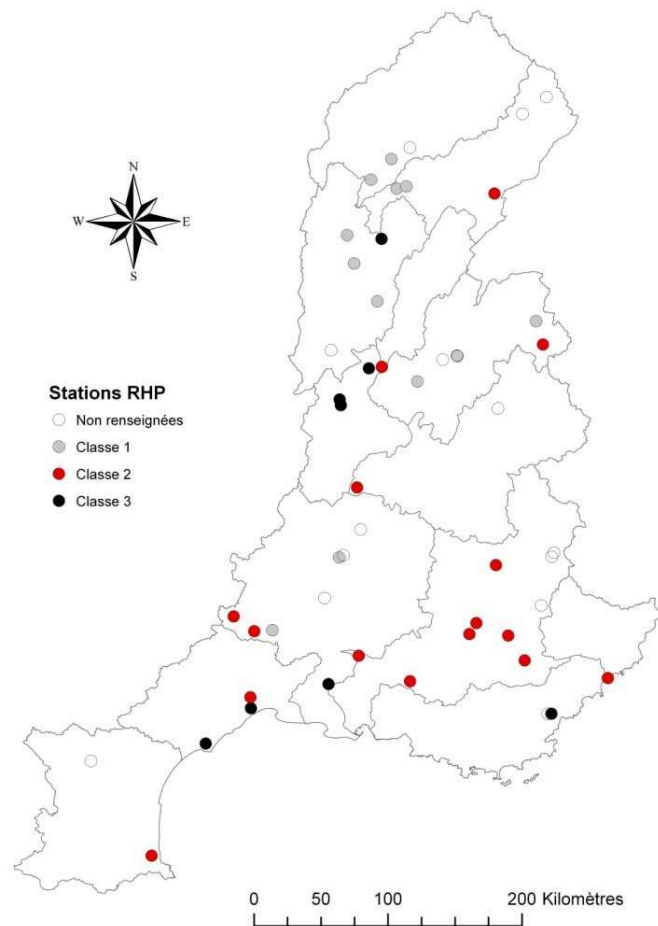 N
W E
S
Stations RHP
Non renseignées
Classe 1
Classe 2
Classe 3
0 50 100 200 Kilomètres